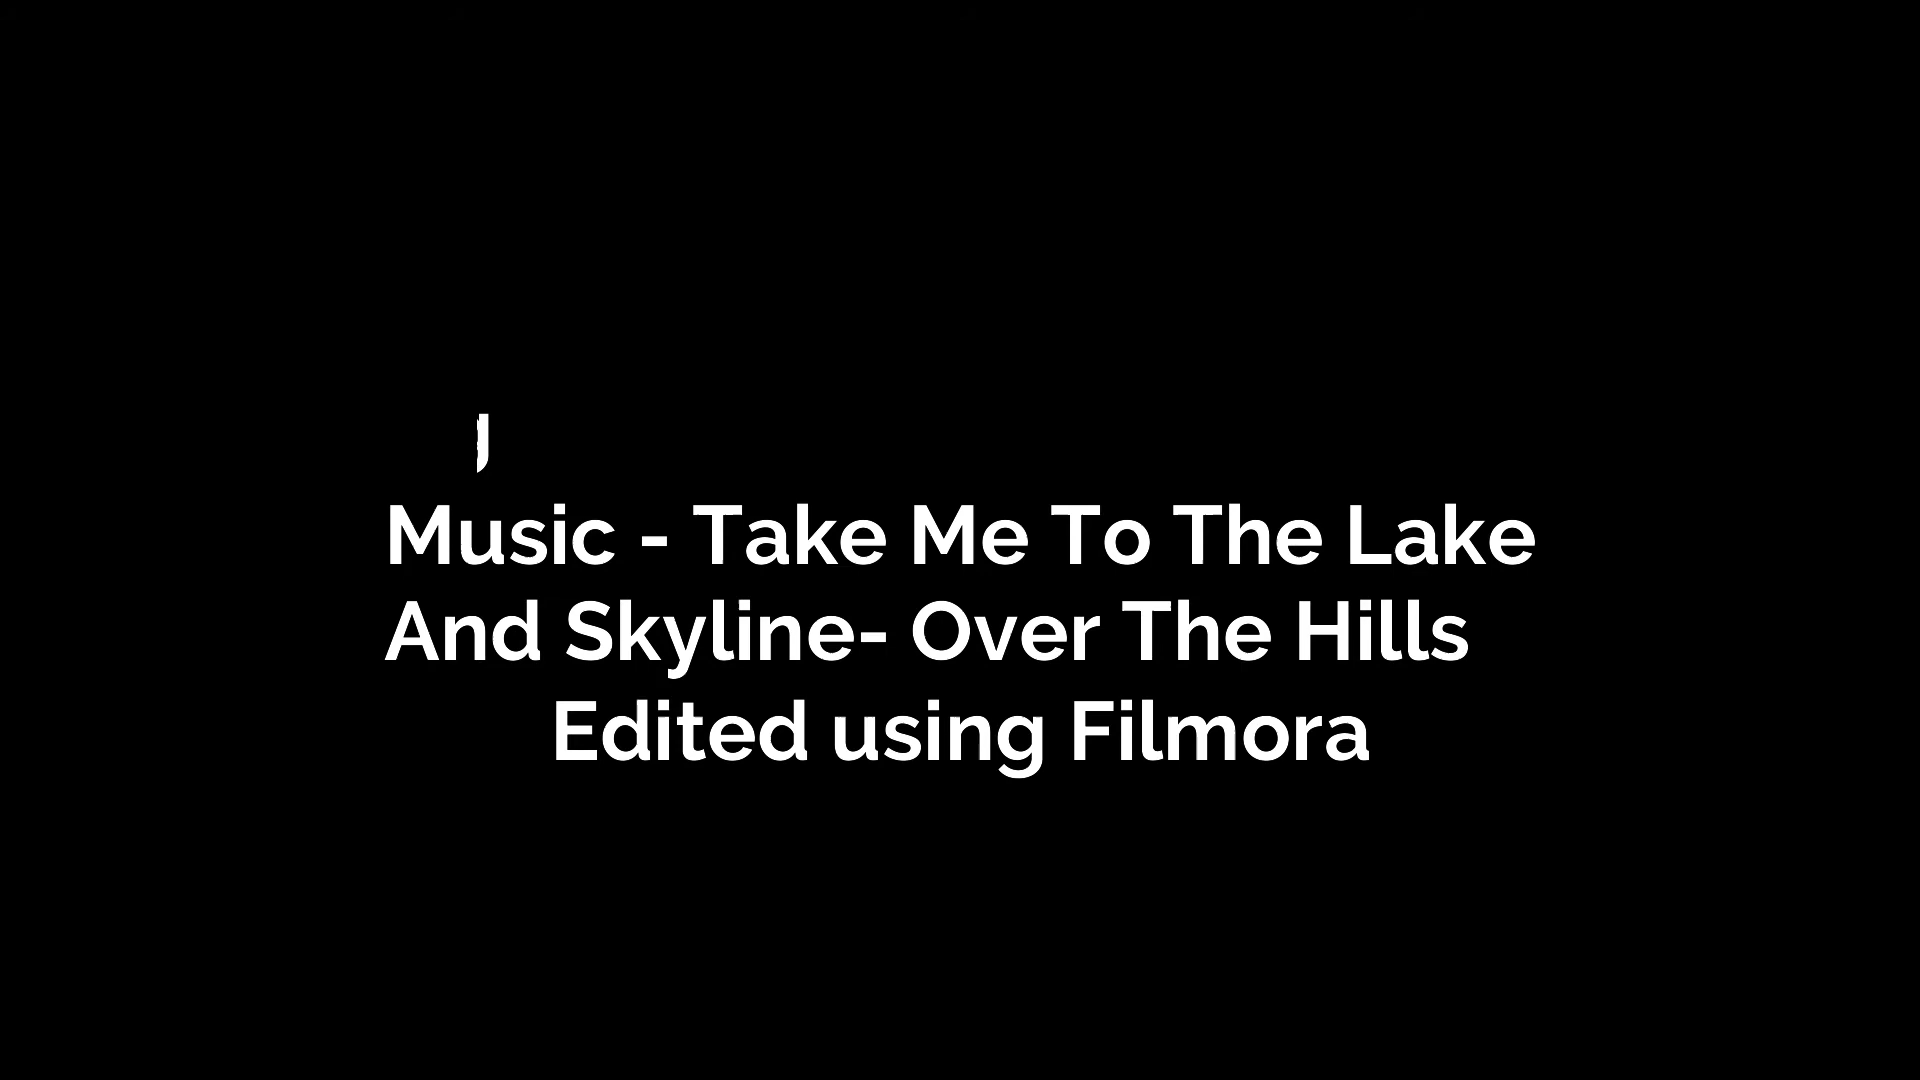 Music - Take Me To The Lake
And Skyline- Over The Hills
Edited using Filmora